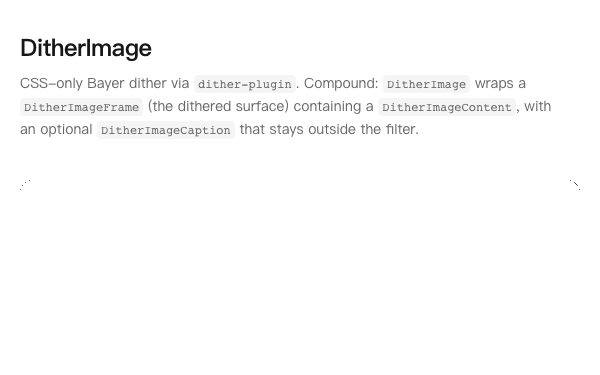 DitherImage
CSS-only Bayer dither via dither-plugin. Compound: DitherImage wraps a
DitherImageFrame (the dithered surface) containing a DitherImageContent, with
an optional DitherImageCaption that stays outside the filter.